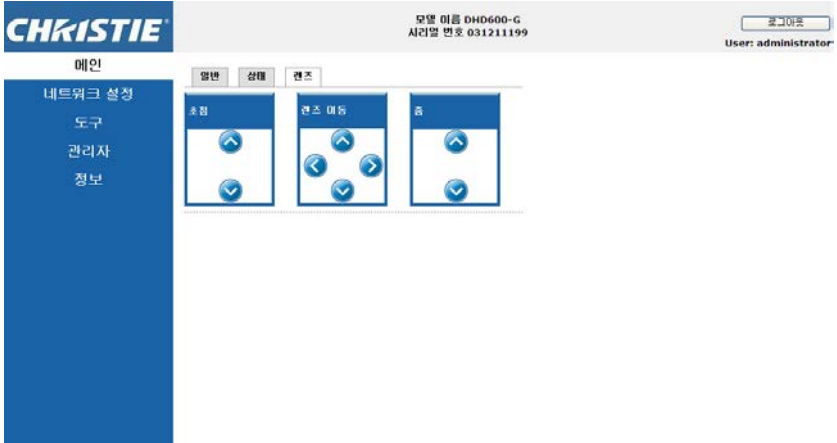 CHRISTIE
모델 이름 DHD600-G
시리얼 번호 031211199
로그아웃
User: administrator
메인
네트워크 설정
도구
관리자
정보
일반 상태 렌즈
초점 렌즈 이동 줌